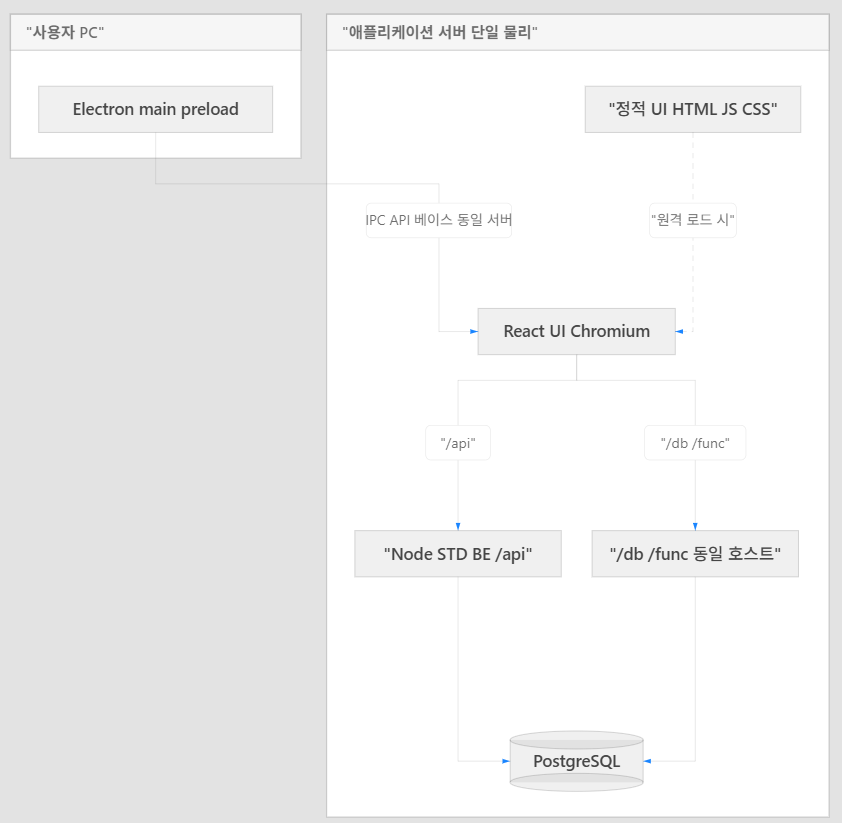 "사용자 PC"
"애플리케이션 서버 단일 물리"
Electron main preload
"정적 UI HTML JS CSS"
IPC API 베이스 동일 서버
"원격 로드 시"
React UI Chromium
"/api"
"/db /func"
"Node STD BE /api"
"/db /func 동일 호스트"
PostgreSQL